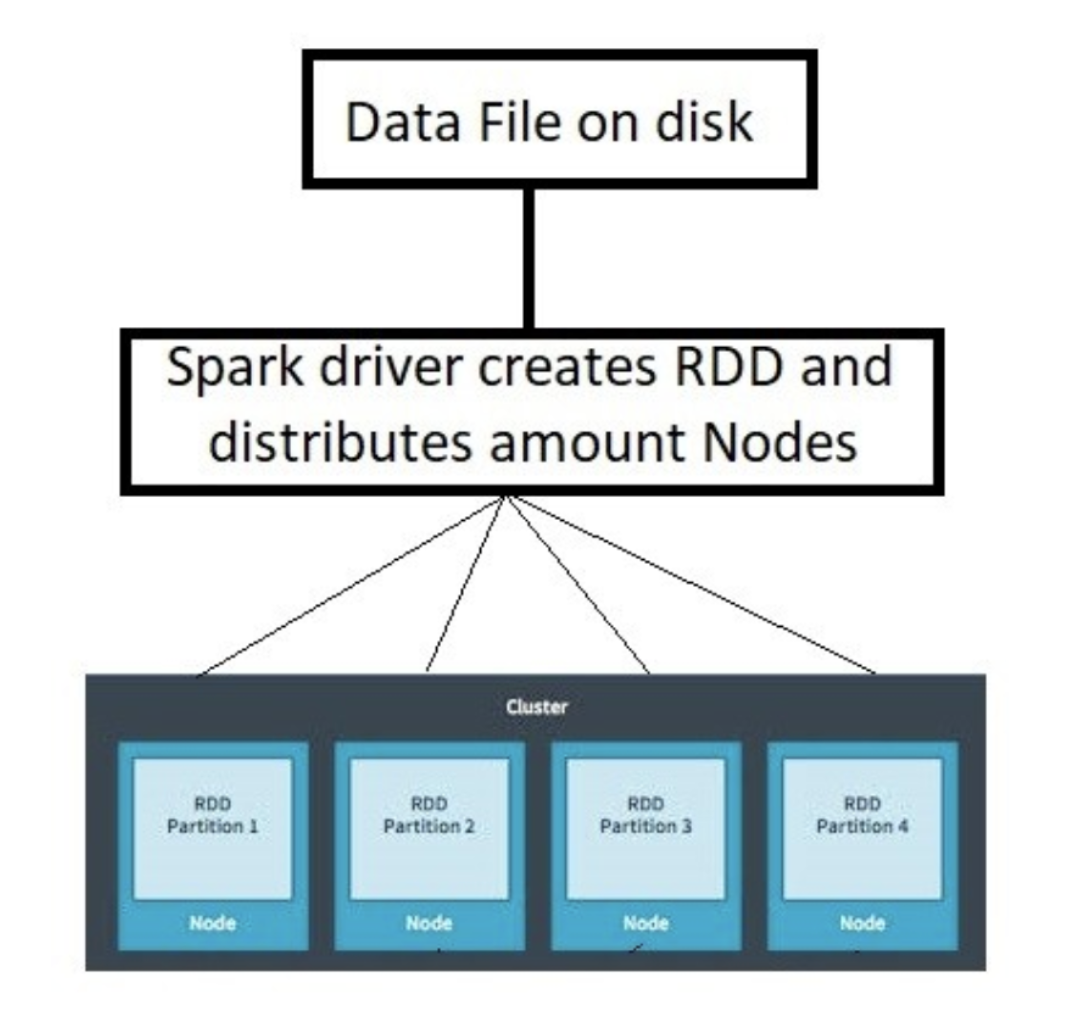 Data File on disk
Spark driver creates RDD and
distributes amount Nodes
Cluster
RDD
Partition 1
Node
RDD
Partition 2
Node
RDD
Partition 3
Node
RDD
Partition 4
Node